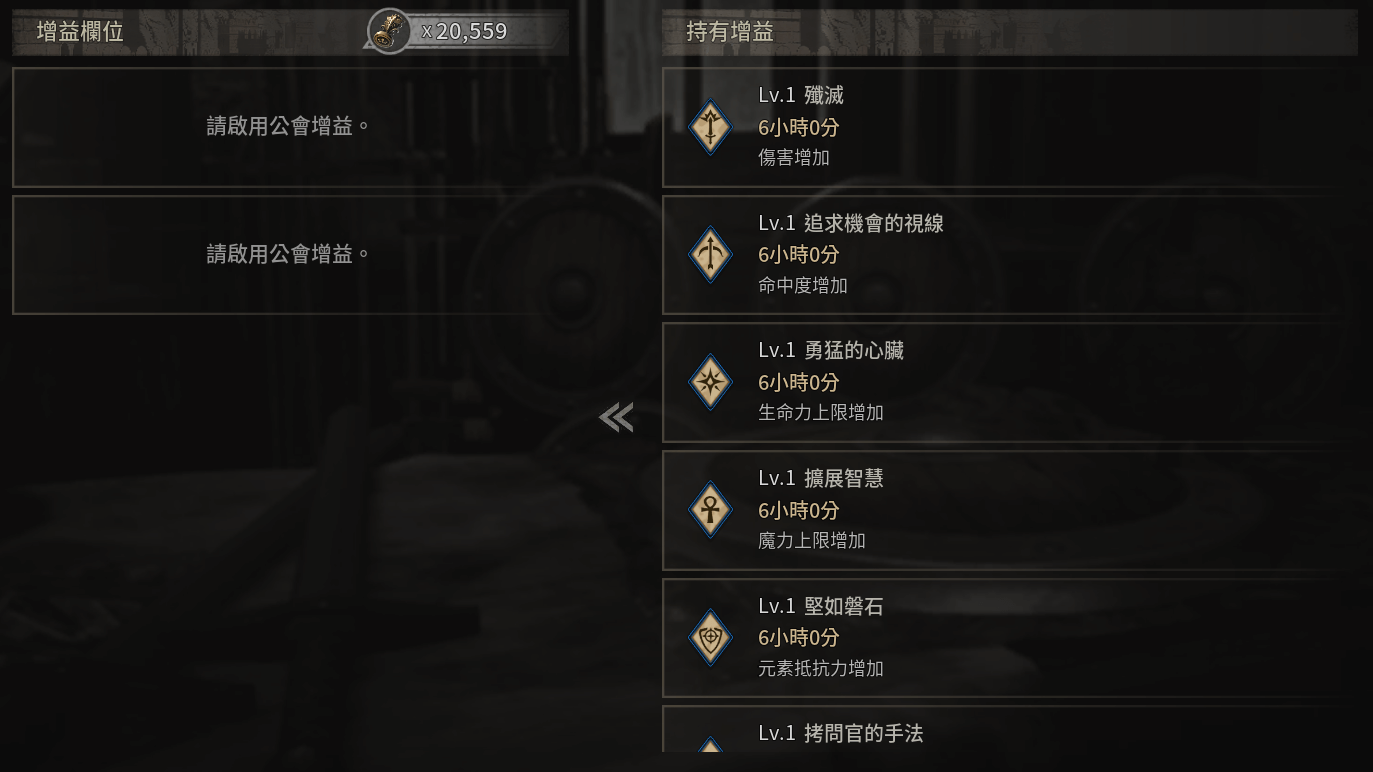 增益欄位
x20,559
請啟用公會增益。
請啟用公會增益。
持有增益
Lv.1 殲滅
6小時0分
傷害增加
Lv.1 追求機會的視線
6小時0分
命中度增加
Lv.1 勇猛的心臟
6小時0分
生命力上限增加
Lv.1 擴展智慧
6小時0分
魔力上限增加
Lv.1 堅如磐石
6小時0分
元素抵抗力增加
Lv.1 拷問官的手法